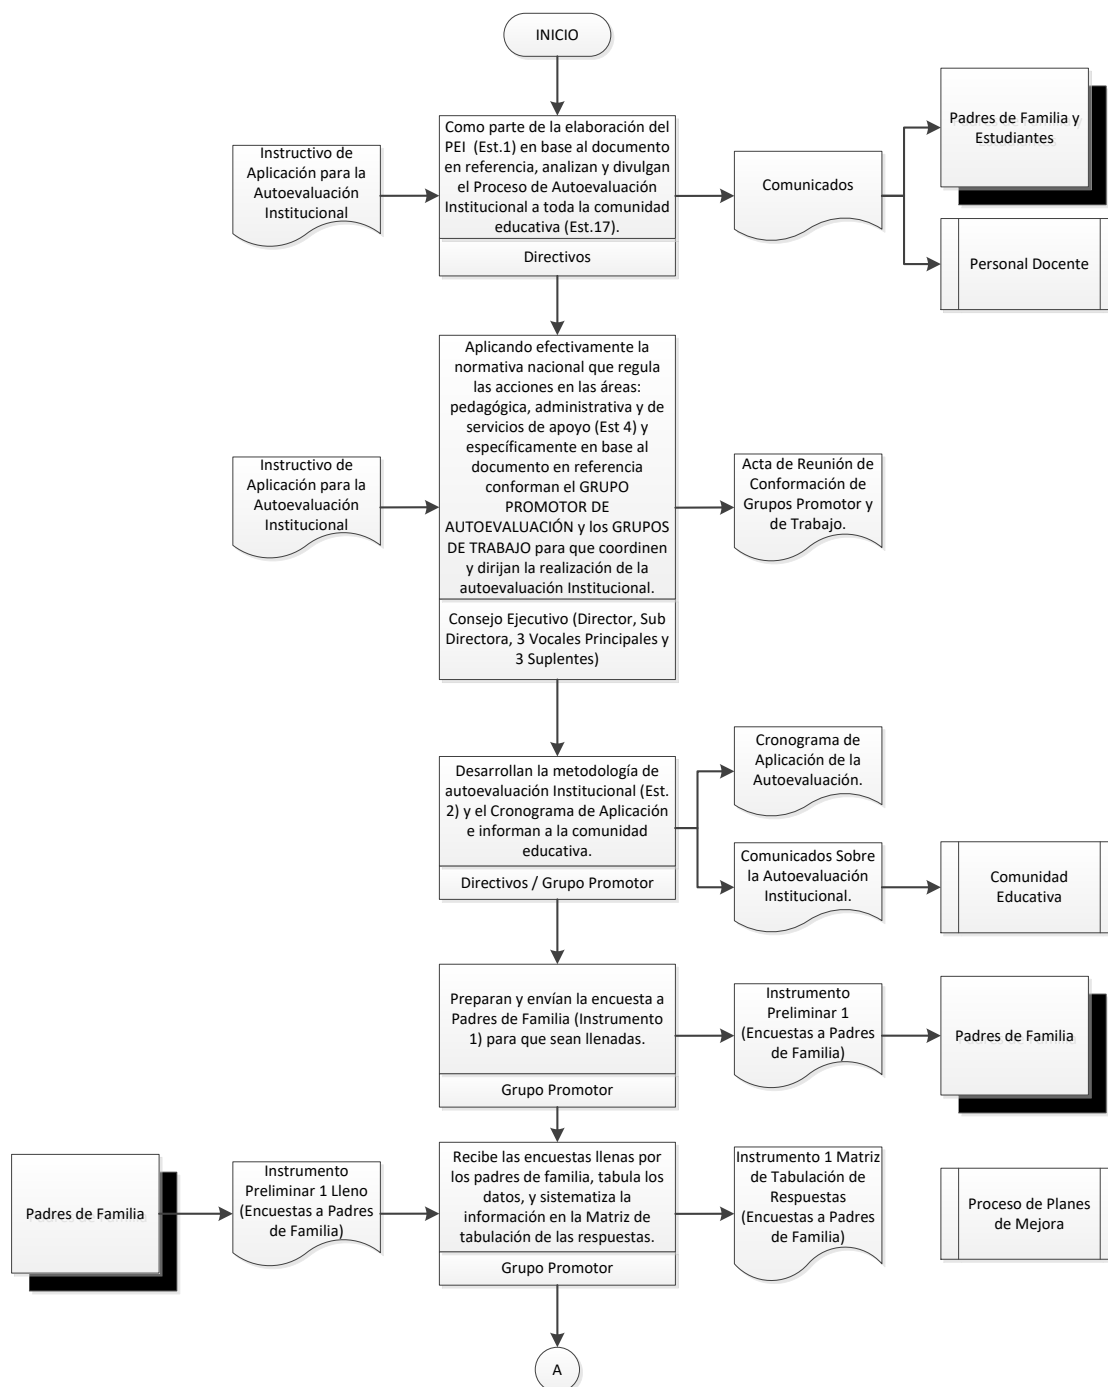 INICIO
Instructivo de
Aplicación para la
Autoevaluación
Institucional
Como parte de la elaboración del
PEI  (Est.1) en base al documento
en referencia, analizan y divulgan
el Proceso de Autoevaluación
Institucional a toda la comunidad
educativa (Est.17).
Directivos
Comunicados
Padres de Familia y
Estudiantes
Personal Docente
Instructivo de
Aplicación para la
Autoevaluación
Institucional
Aplicando efectivamente la
normativa nacional que regula
las acciones en las áreas:
pedagógica, administrativa y de
servicios de apoyo (Est 4) y
específicamente en base al
documento en referencia
conforman el GRUPO
PROMOTOR DE
AUTOEVALUACIÓN y los GRUPOS
DE TRABAJO para que coordinen
y dirijan la realización de la
autoevaluación Institucional.
Consejo Ejecutivo (Director, Sub
Directora, 3 Vocales Principales y
3 Suplentes)
Acta de Reunión de
Conformación de
Grupos Promotor y
de Trabajo.
Desarrollan la metodología de
autoevaluación Institucional (Est.
2) y el Cronograma de Aplicación
e informan a la comunidad
educativa.
Directivos / Grupo Promotor
Cronograma de
Aplicación de la
Autoevaluación.
Comunicados Sobre
la Autoevaluación
Institucional.
Comunidad
Educativa
Preparan y envían la encuesta a
Padres de Familia (Instrumento
1) para que sean llenadas.
Grupo Promotor
Instrumento
Preliminar 1
(Encuestas a Padres
de Familia)
Padres de Familia
Padres de Familia
Instrumento
Preliminar 1 Lleno
(Encuestas a Padres
de Familia)
Recibe las encuestas llenas por
los padres de familia, tabula los
datos, y sistematiza la
información en la Matriz de
tabulación de las respuestas.
Grupo Promotor
Instrumento 1 Matriz
de Tabulación de
Respuestas
(Encuestas a Padres
de Familia)
Proceso de Planes
de Mejora
A